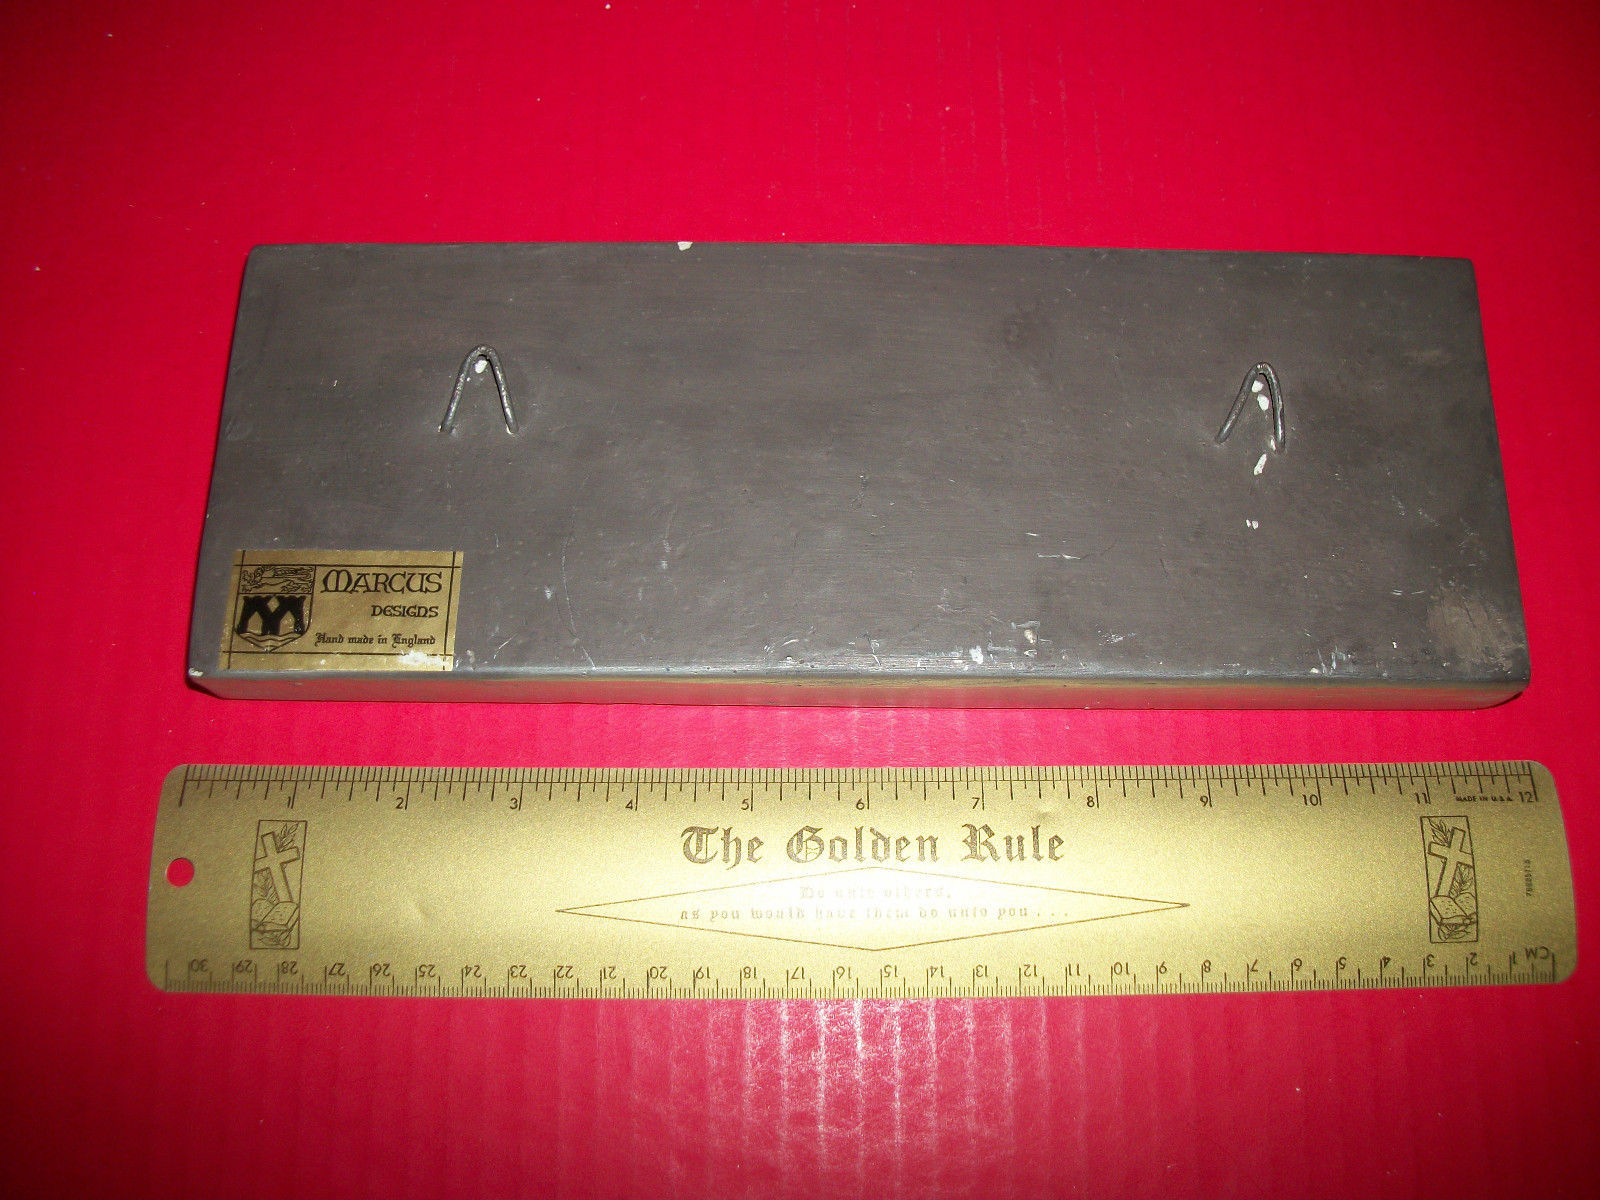 MARCUS
DESIGNS
Hand made in England
1 2 3 4 5 6 7 8 9 10 11 MADE IN U.S.A. 12
The Golden Rule
Do unto others,
as you would have them do unto you . . .
30 29 28 27 26 25 24 23 22 21 20 19 18 17 16 15 14 13 12 11 10 9 8 7 6 5 4 3 2 1 CM